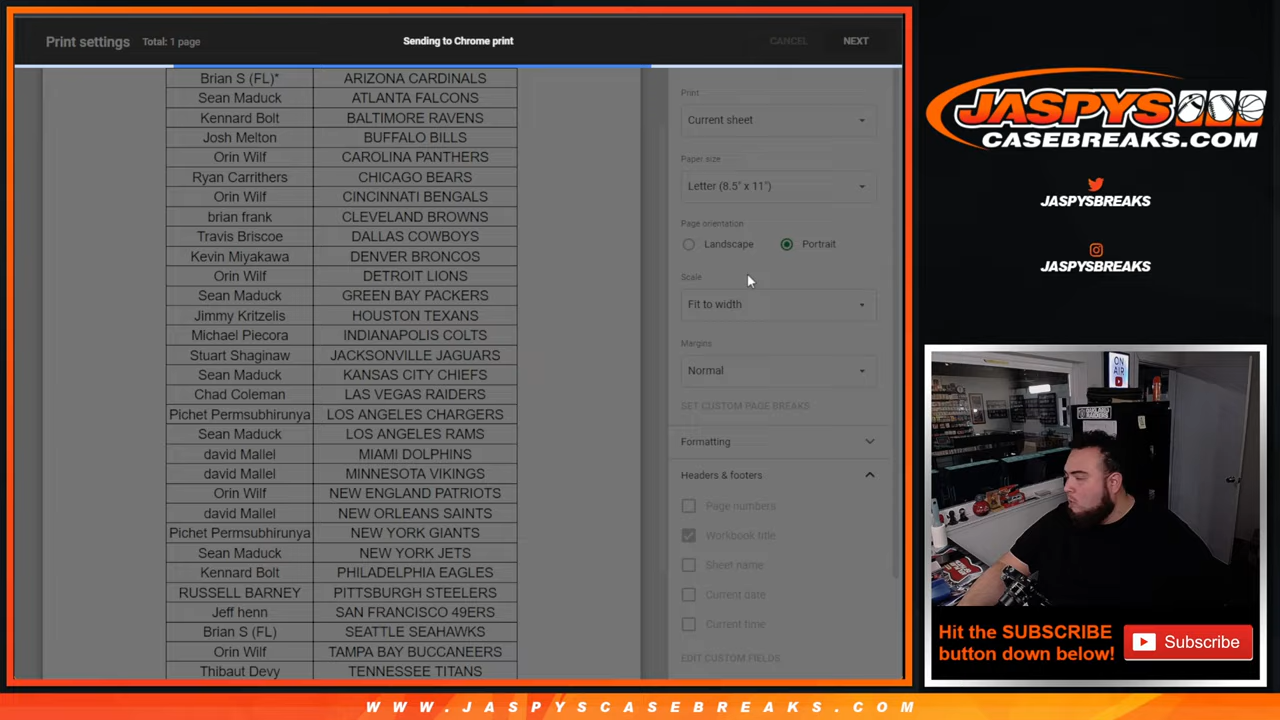 Print settings Total: 1 page Sending to Chrome print CANCEL NEXT
Brian S (FL)* ARIZONA CARDINALS
Sean Maduck ATLANTA FALCONS
Kennard Bolt BALTIMORE RAVENS
Josh Melton BUFFALO BILLS
Orin Wilf CAROLINA PANTHERS
Ryan Carrithers CHICAGO BEARS
Orin Wilf CINCINNATI BENGALS
brian frank CLEVELAND BROWNS
Travis Briscoe DALLAS COWBOYS
Kevin Miyakawa DENVER BRONCOS
Orin Wilf DETROIT LIONS
Sean Maduck GREEN BAY PACKERS
Jimmy Kritzelis HOUSTON TEXANS
Michael Piecora INDIANAPOLIS COLTS
Stuart Shaginaw JACKSONVILLE JAGUARS
Sean Maduck KANSAS CITY CHIEFS
Chad Coleman LAS VEGAS RAIDERS
Pichet Permsubhirunya LOS ANGELES CHARGERS
Sean Maduck LOS ANGELES RAMS
david Mallel MIAMI DOLPHINS
david Mallel MINNESOTA VIKINGS
Orin Wilf NEW ENGLAND PATRIOTS
david Mallel NEW ORLEANS SAINTS
Pichet Permsubhirunya NEW YORK GIANTS
Sean Maduck NEW YORK JETS
Kennard Bolt PHILADELPHIA EAGLES
RUSSELL BARNEY PITTSBURGH STEELERS
Jeff henn SAN FRANCISCO 49ERS
Brian S (FL) SEATTLE SEAHAWKS
Orin Wilf TAMPA BAY BUCCANEERS
Thibaut Devy TENNESSEE TITANS
Print
Current sheet
Paper size
Letter (8.5" x 11")
Page orientation
Landscape Portrait
Scale
Fit to width
Margins
Normal
SET CUSTOM PAGE BREAKS
Formatting
Headers & footers
Page numbers
Workbook title
Sheet name
Current date
Current time
EDIT CUSTOM FIELDS
JASPYS
CASEBREAKS.COM
JASPYSBREAKS
JASPYSBREAKS
ON
AIR
Hit the SUBSCRIBE
button down below!
Subscribe
WWW.JASPYSCASEBREAKS.COM